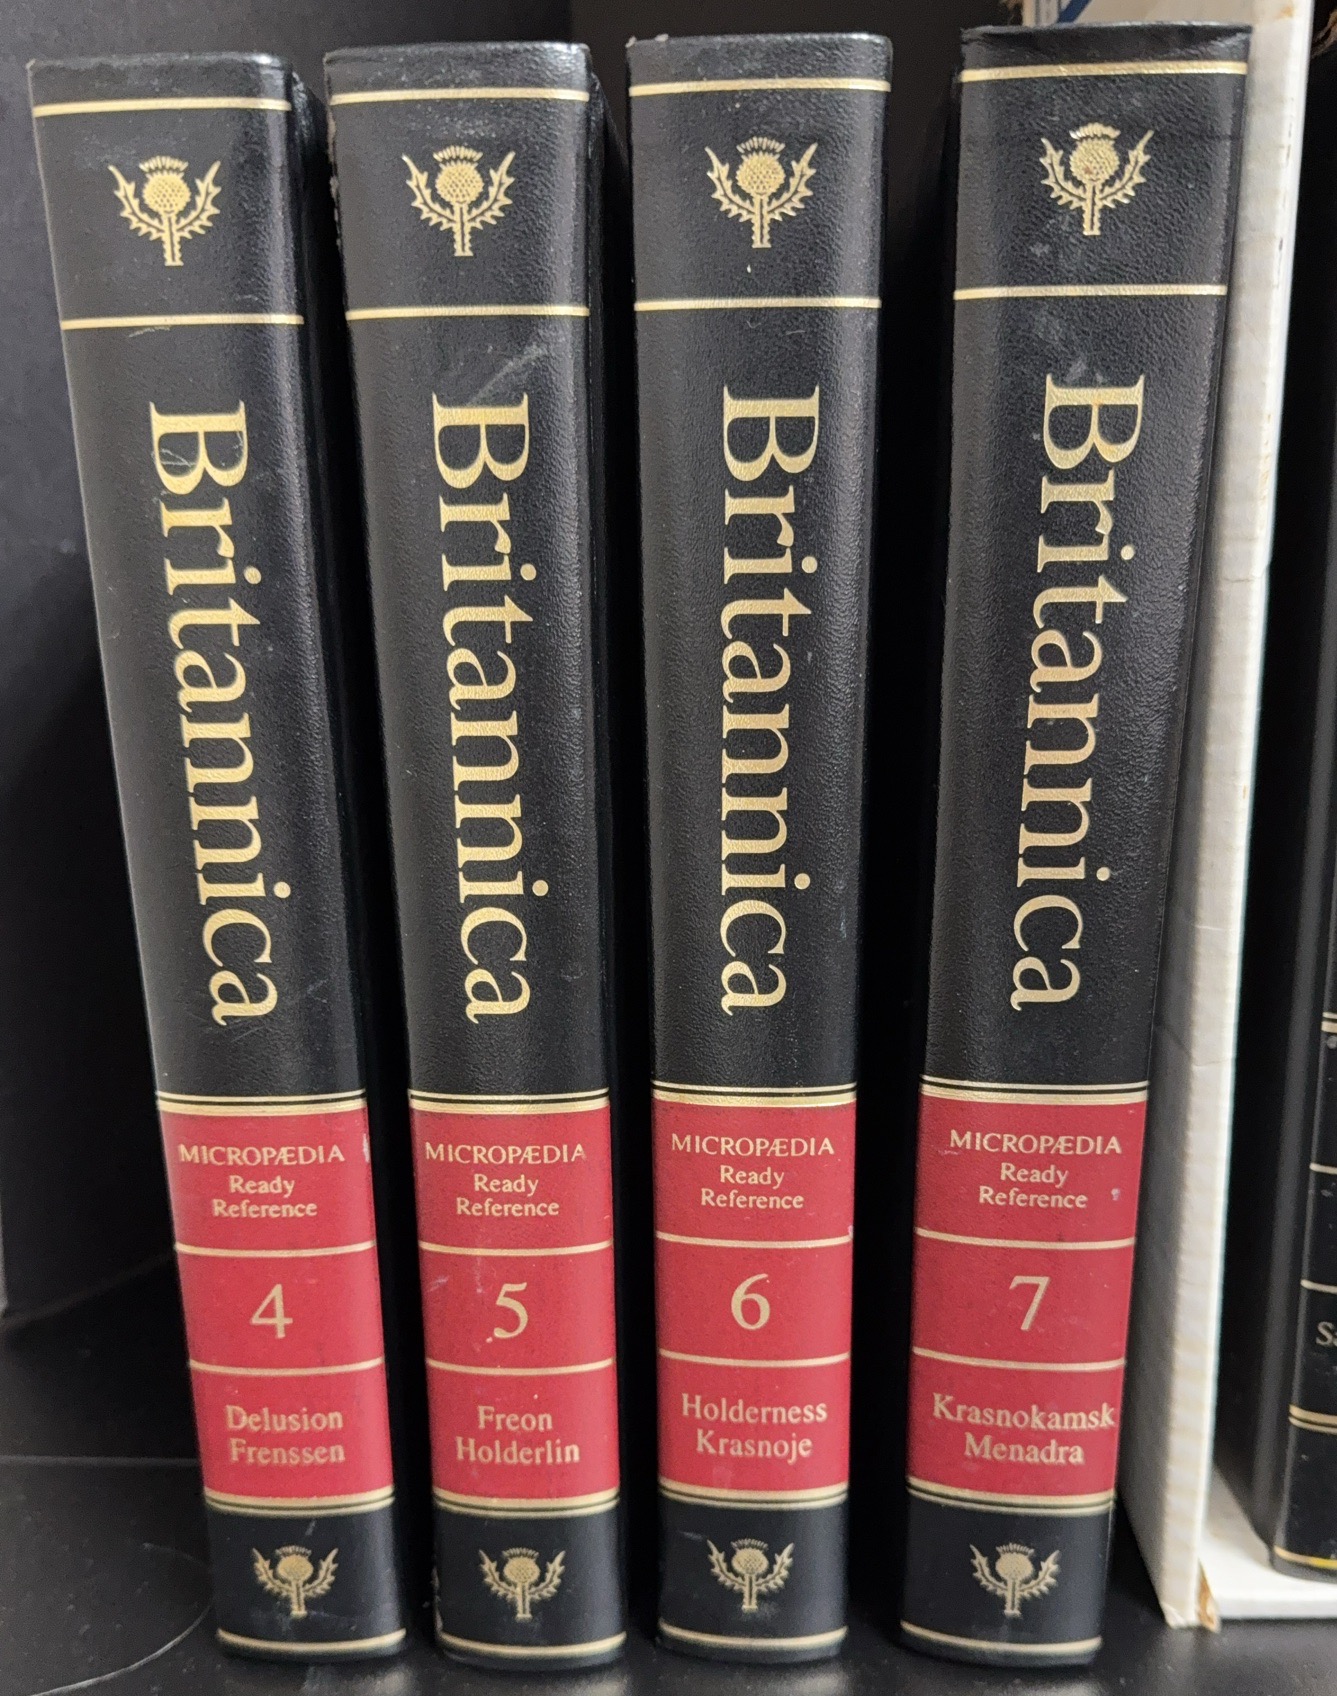 Britannica
MICROPÆDIA
Ready
Reference
4
Delusion
Frenssen
Britannica
MICROPÆDIA
Ready
Reference
5
Freon
Holderlin
Britannica
MICROPÆDIA
Ready
Reference
6
Holderness
Krasnoje
Britannica
MICROPÆDIA
Ready
Reference
7
Krasnokamsk
Menadra